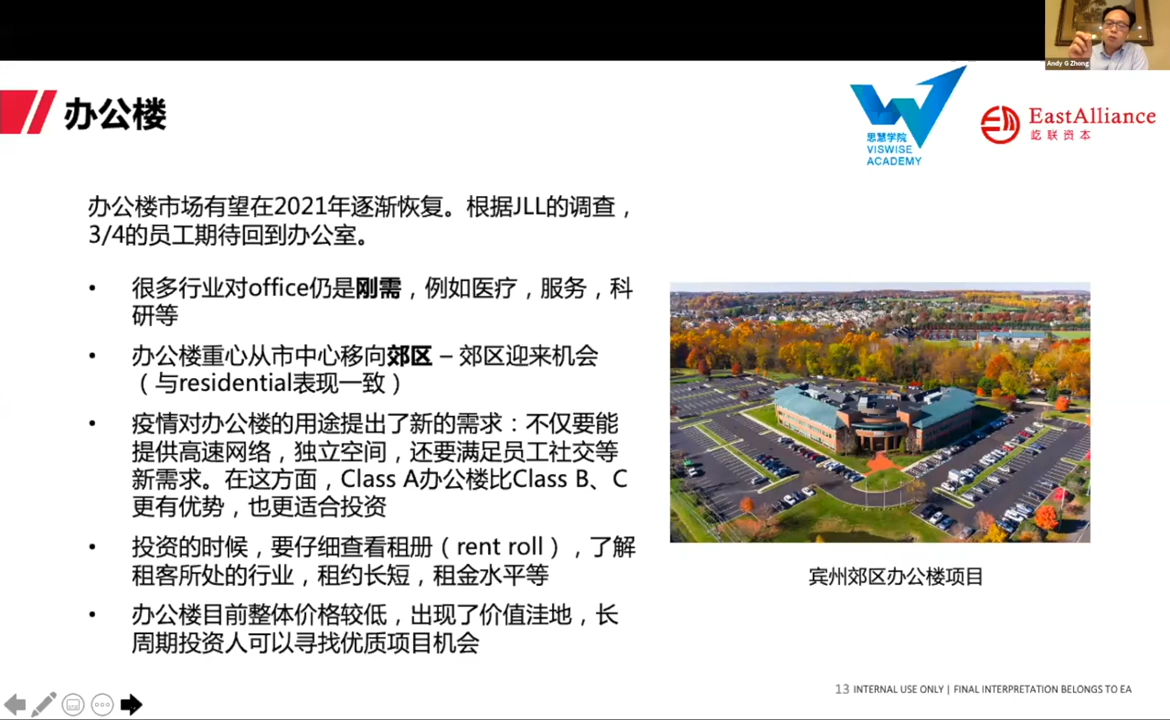 Andy G Zhong
办公楼
思慧学院
VISWISE
ACADEMY
EastAlliance
屹联资本
办公楼市场有望在2021年逐渐恢复。根据JLL的调查，
3/4的员工期待回到办公室。
• 很多行业对office仍是刚需，例如医疗，服务，科
研等
• 办公楼重心从市中心移向郊区 – 郊区迎来机会
（与residential表现一致）
• 疫情对办公楼的用途提出了新的需求：不仅要能
提供高速网络，独立空间，还要满足员工社交等
新需求。在这方面，Class A办公楼比Class B、C
更有优势，也更适合投资
• 投资的时候，要仔细查看租册（rent roll），了解
租客所处的行业，租约长短，租金水平等
• 办公楼目前整体价格较低，出现了价值洼地，长
周期投资人可以寻找优质项目机会
宾州郊区办公楼项目
13 INTERNAL USE ONLY | FINAL INTERPRETATION BELONGS TO EA